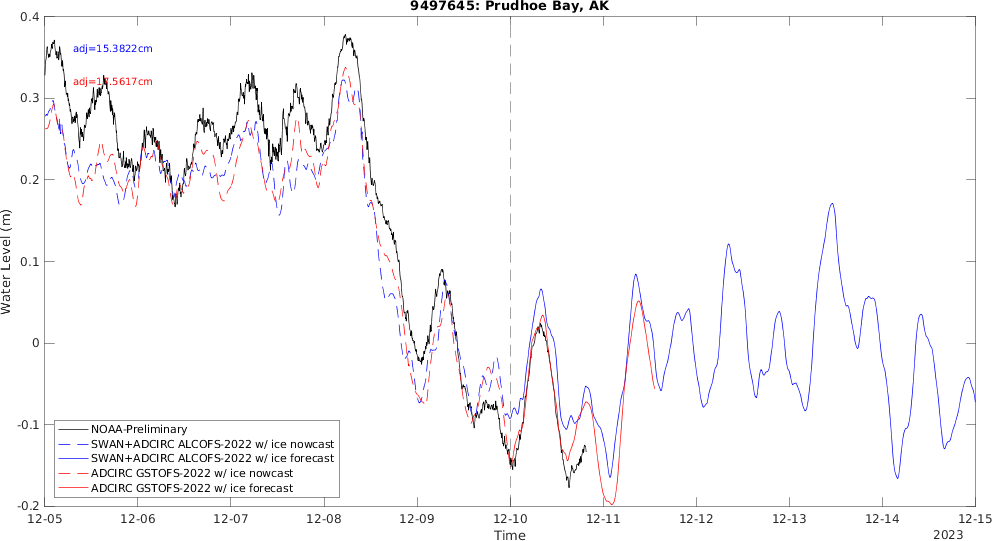 9497645: Prudhoe Bay, AK
0.4
0.3
0.2
0.1
0
-0.1
-0.2
Water Level (m)
adj=15.3822cm
NOAA-Preliminary
SWAN+ADCIRC ALCOFS-2022 w/ ice nowcast
SWAN+ADCIRC ALCOFS-2022 w/ ice forecast
ADCIRC GSTOFS-2022 w/ ice nowcast
ADCIRC GSTOFS-2022 w/ ice forecast
12-05 12-06 12-07 12-08 12-09 12-10 12-11 12-12 12-13 12-14 12-15
Time
2023